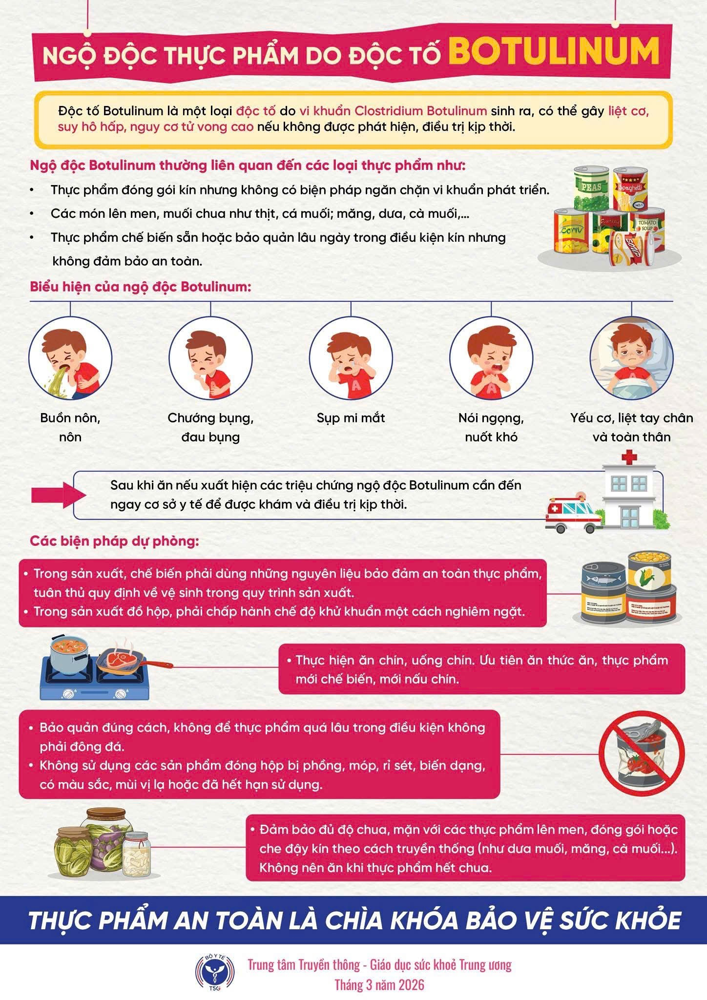 NGỘ ĐỘC THỰC PHẨM DO ĐỘC TỐ BOTULINUM
Độc tố Botulinum là một loại độc tố do vi khuẩn Clostridium Botulinum sinh ra, có thể gây liệt cơ,
suy hô hấp, nguy cơ tử vong cao nếu không được phát hiện, điều trị kịp thời.
Ngộ độc Botulinum thường liên quan đến các loại thực phẩm như:
• Thực phẩm đóng gói kín nhưng không có biện pháp ngăn chặn vi khuẩn phát triển.
• Các món lên men, muối chua như thịt, cá muối; măng, dưa, cà muối,...
• Thực phẩm chế biến sẵn hoặc bảo quản lâu ngày trong điều kiện kín nhưng
không đảm bảo an toàn.
PEAS
Spaghetti
NO.1
corn
TOMATO
SOUP
SOUP
Biểu hiện của ngộ độc Botulinum:
A
A
A
A
A
Buồn nôn,
nôn
Chướng bụng,
đau bụng
Sụp mi mắt
Nói ngọng,
nuốt khó
Yếu cơ, liệt tay chân
và toàn thân
Sau khi ăn nếu xuất hiện các triệu chứng ngộ độc Botulinum cần đến
ngay cơ sở y tế để được khám và điều trị kịp thời.
Các biện pháp dự phòng:
• Trong sản xuất, chế biến phải dùng những nguyên liệu bảo đảm an toàn thực phẩm,
tuân thủ quy định về vệ sinh trong quy trình sản xuất.
• Trong sản xuất đồ hộp, phải chấp hành chế độ khử khuẩn một cách nghiêm ngặt.
• Thực hiện ăn chín, uống chín. Ưu tiên ăn thức ăn, thực phẩm
mới chế biến, mới nấu chín.
• Bảo quản đúng cách, không để thực phẩm quá lâu trong điều kiện không
phải đông đá.
• Không sử dụng các sản phẩm đóng hộp bị phồng, móp, rỉ sét, biến dạng,
có màu sắc, mùi vị lạ hoặc đã hết hạn sử dụng.
• Đảm bảo đủ độ chua, mặn với các thực phẩm lên men, đóng gói hoặc
che đậy kín theo cách truyền thống (như dưa muối, măng, cà muối...).
Không nên ăn khi thực phẩm hết chua.
THỰC PHẨM AN TOÀN LÀ CHÌA KHÓA BẢO VỆ SỨC KHỎE
BỘ Y TẾ
T5G
Trung tâm Truyền thông - Giáo dục sức khoẻ Trung ương
Tháng 3 năm 2026